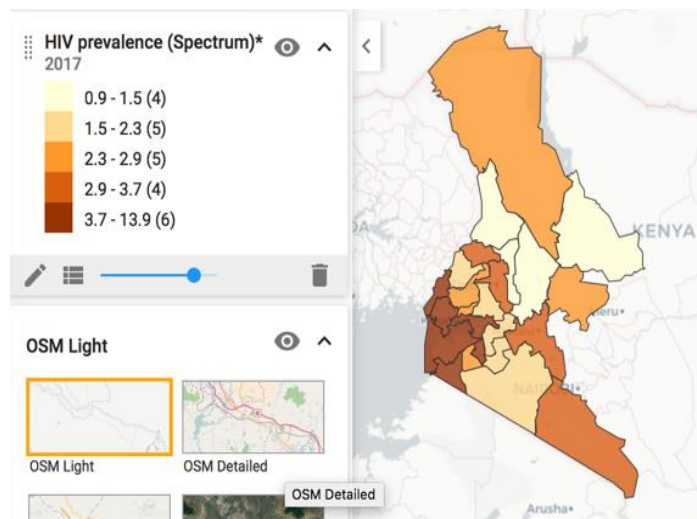 HIV prevalence (Spectrum)*
2017
0.9 - 1.5 (4)
1.5 - 2.3 (5)
2.3 - 2.9 (5)
2.9 - 3.7 (4)
3.7 - 13.9 (6)
OSM Light
OSM Light
OSM Detailed
OSM Detailed
KENYA
NAIROBI
Arusha